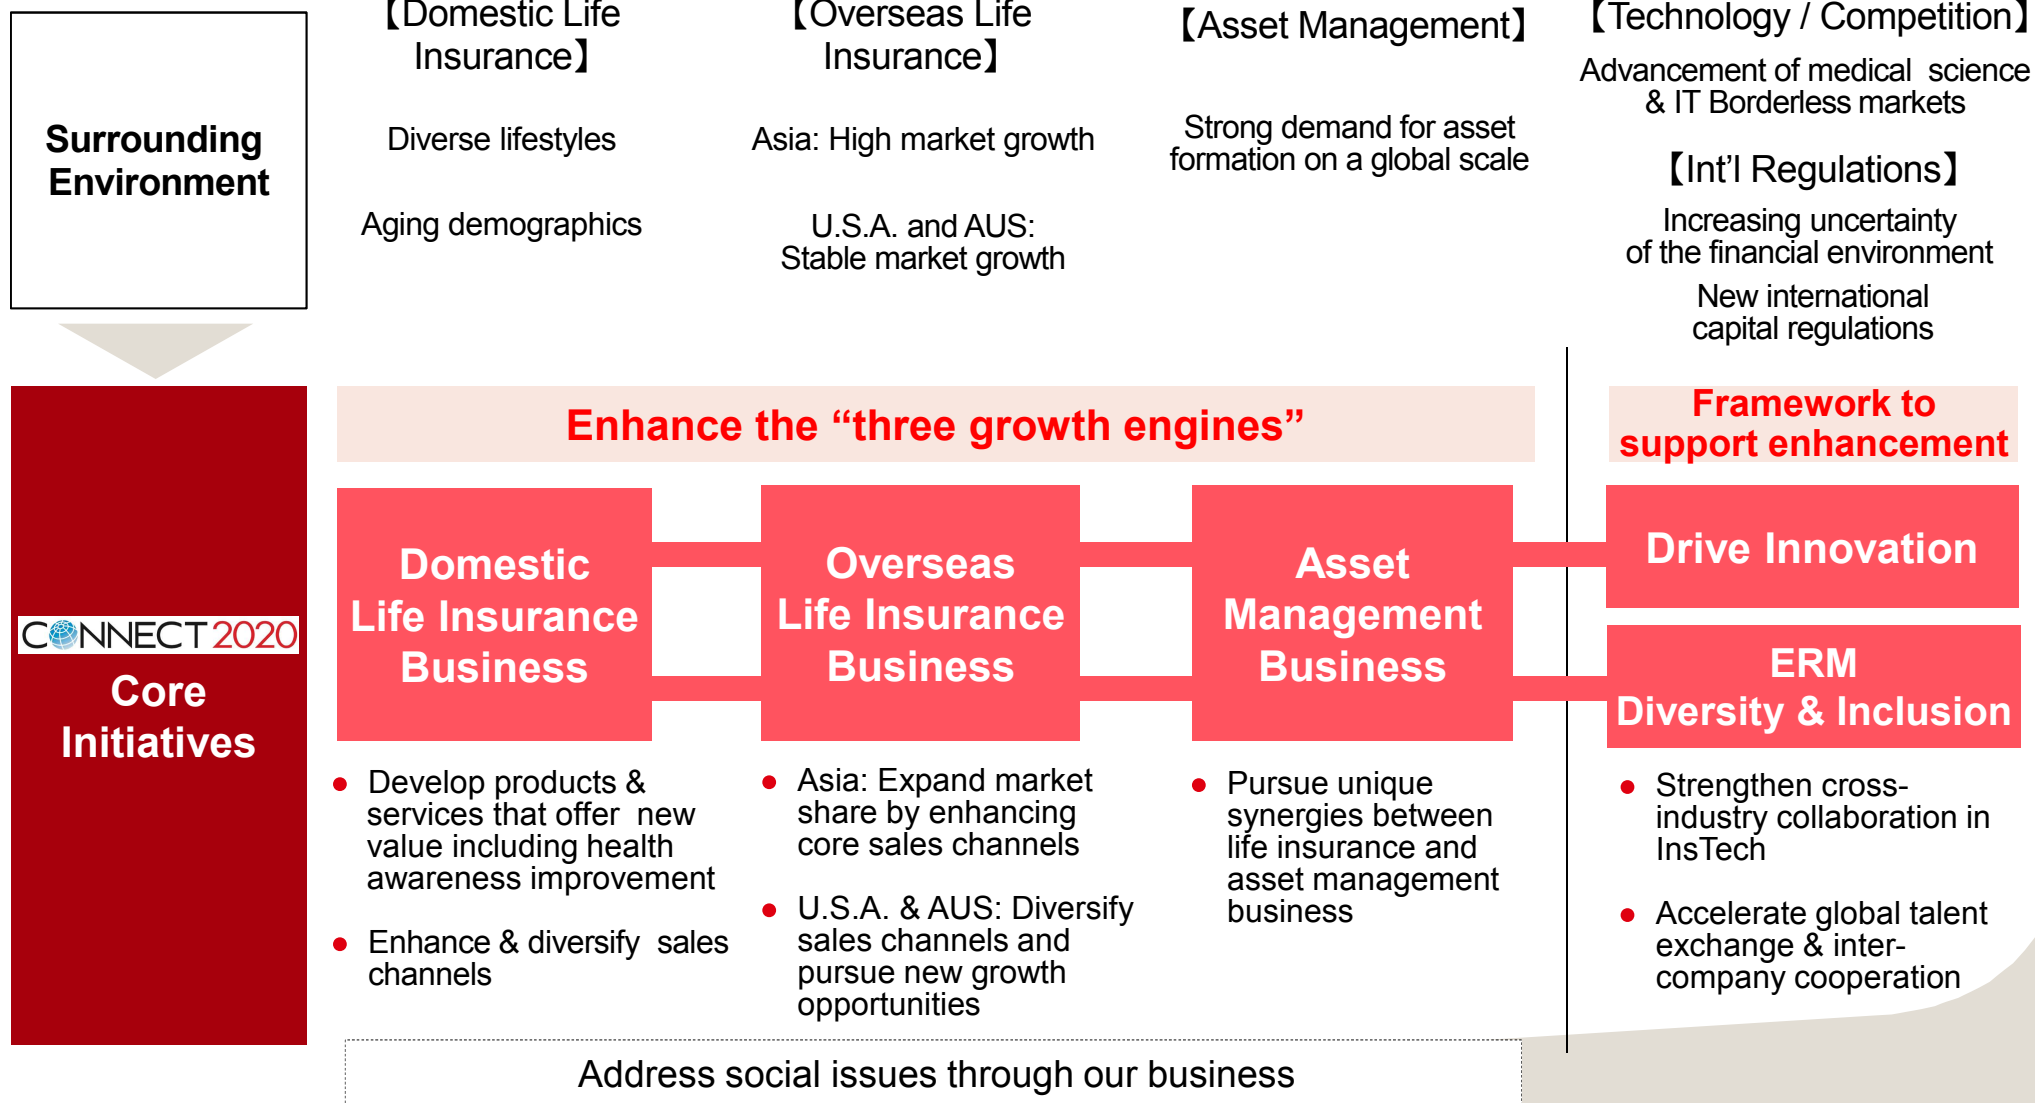 Surrounding
Environment
【Domestic Life
Insurance】
Diverse lifestyles
Aging demographics
【Overseas Life
Insurance】
Asia: High market growth
U.S.A. and AUS:
Stable market growth
【Asset Management】
Strong demand for asset
formation on a global scale
【Technology / Competition】
Advancement of medical science
& IT Borderless markets
【Int’l Regulations】
Increasing uncertainty
of the financial environment
New international
capital regulations
CONNECT 2020
Core
Initiatives
Enhance the “three growth engines”
Framework to
support enhancement
Domestic
Life Insurance
Business
Overseas
Life Insurance
Business
Asset
Management
Business
Drive Innovation
ERM
Diversity & Inclusion
● Develop products &
services that offer new
value including health
awareness improvement
● Enhance & diversify sales
channels
● Asia: Expand market
share by enhancing
core sales channels
● U.S.A. & AUS: Diversify
sales channels and
pursue new growth
opportunities
● Pursue unique
synergies between
life insurance and
asset management
business
● Strengthen cross-
industry collaboration in
InsTech
● Accelerate global talent
exchange & inter-
company cooperation
Address social issues through our business